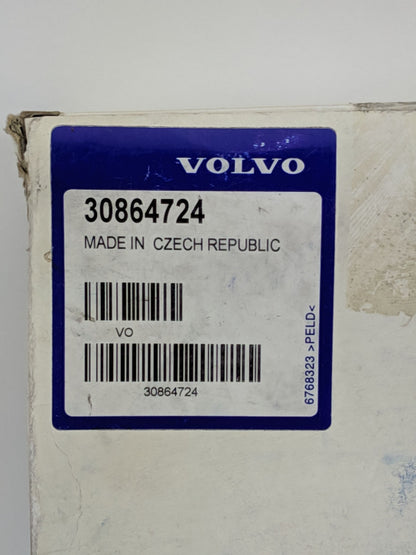 VOLVO
30864724
MADE IN CZECH REPUBLIC
VO
30864724
6768323 >PELD<